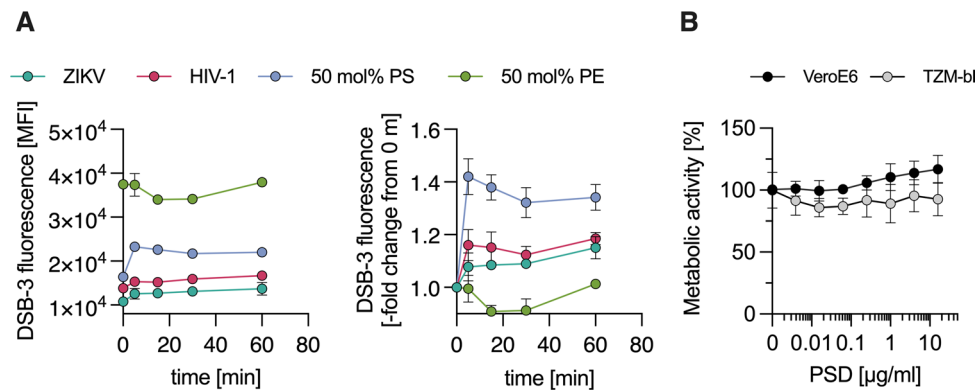 A
B
ZIKV HIV-1 50 mol% PS 50 mol% PE
VeroE6 TZM-bl
DSB-3 fluorescence [MFI]
5×10⁴
4×10⁴
3×10⁴
2×10⁴
1×10⁴
0 20 40 60 80
time [min]
DSB-3 fluorescence
[-fold change from 0 m]
1.6
1.4
1.2
1.0
0 20 40 60 80
time [min]
Metabolic activity [%]
150
100
50
0
0 0.01 0.1 1 10
PSD [µg/ml]